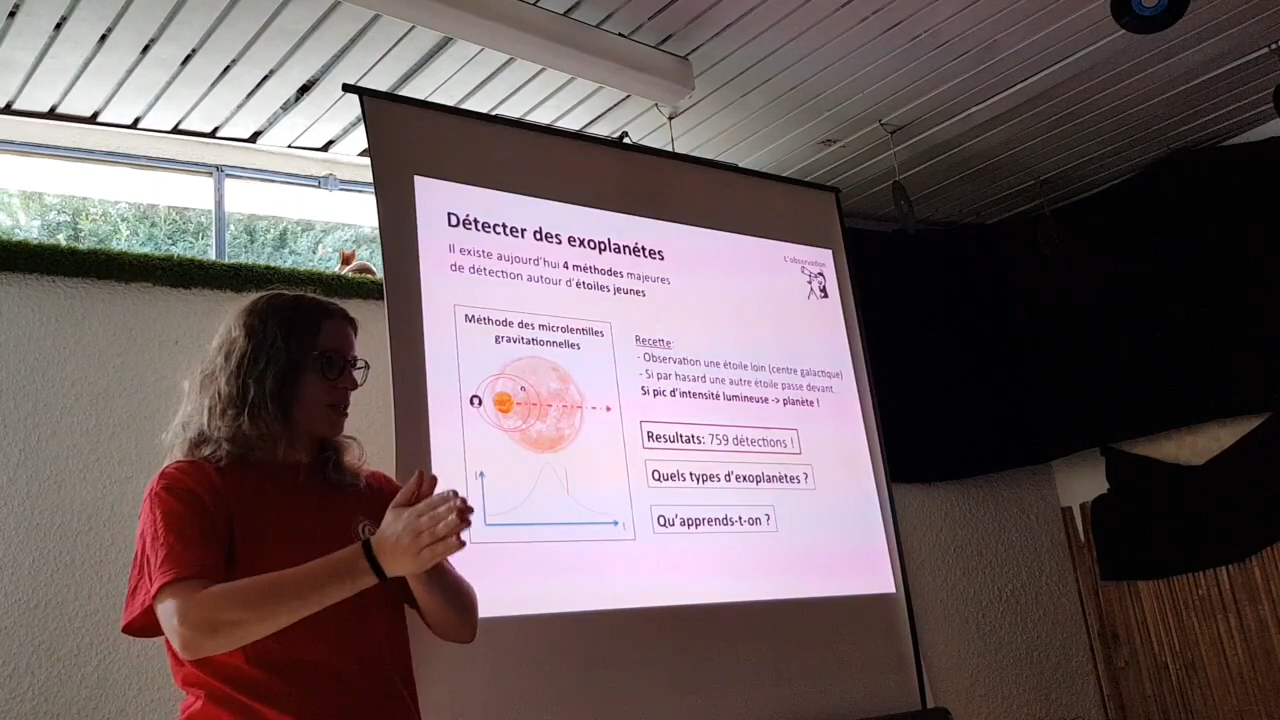 Détecter des exoplanétes
Il existe aujourd'hui 4 méthodes majeures
de détection autour d'étoiles jeunes
L'observation
Méthode des microlentilles
gravitationnelles
I
t
Recette:
- Observation une étoile loin (centre galactique)
- Si par hasard une autre étoile passe devant...
Si pic d'intensité lumineuse -> planète !
Resultats: 759 détections !
Quels types d'exoplanètes ?
Qu'apprends-t-on ?